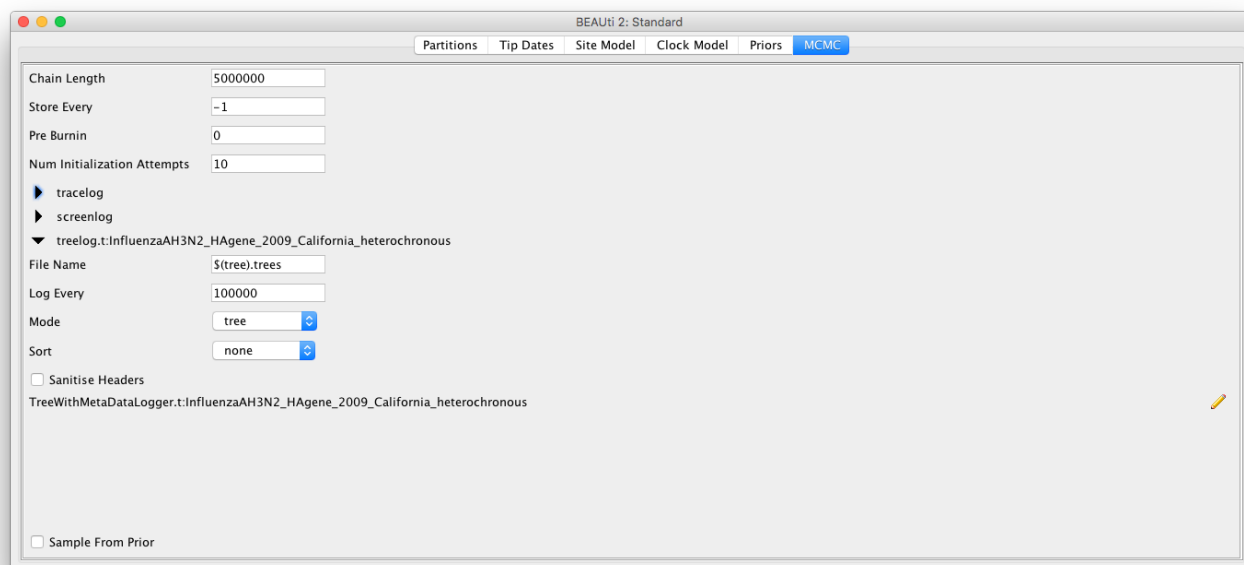 BEAUti 2: Standard
Partitions Tip Dates Site Model Clock Model Priors MCMC
Chain Length 5000000
Store Every -1
Pre Burnin 0
Num Initialization Attempts 10
tracelog
screenlog
treelog.t:InfluenzaAH3N2_HAgene_2009_California_heterochronous
File Name $(tree).trees
Log Every 100000
Mode tree
Sort none
Sanitise Headers
TreeWithMetaDataLogger.t:InfluenzaAH3N2_HAgene_2009_California_heterochronous
Sample From Prior